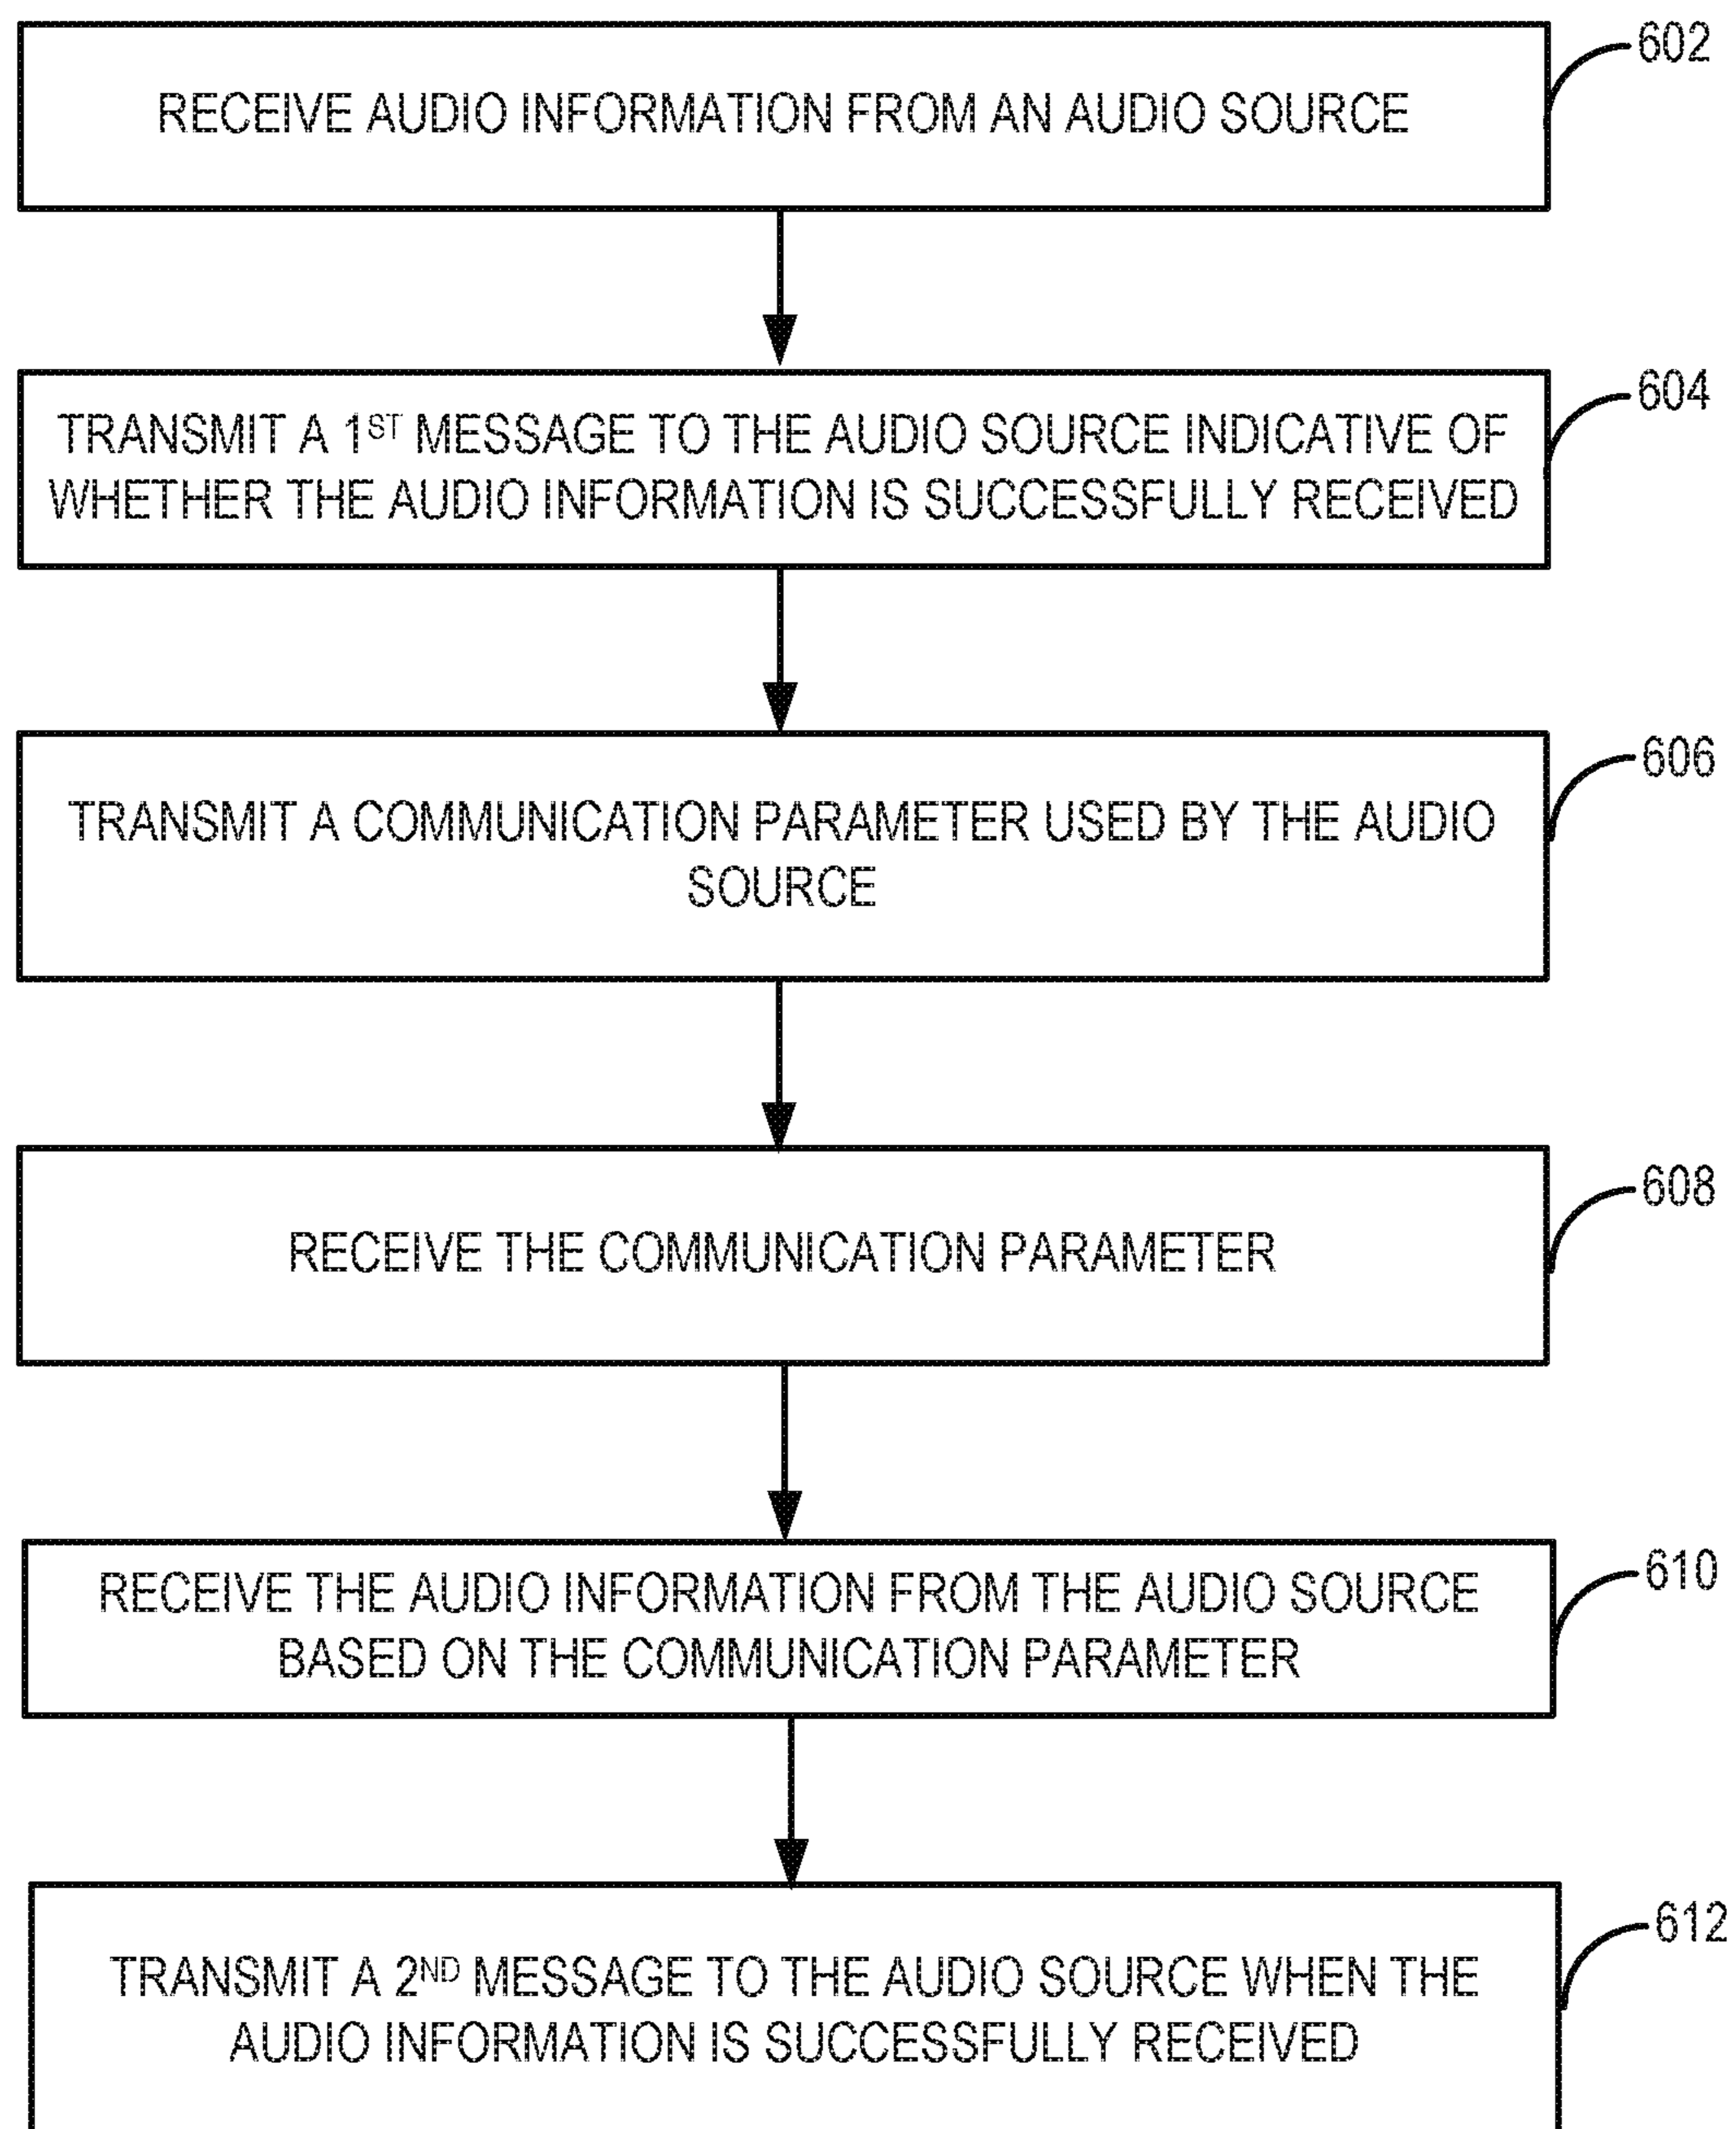 602
RECEIVE AUDIO INFORMATION FROM AN AUDIO SOURCE
604
TRANSMIT A 1ST MESSAGE TO THE AUDIO SOURCE INDICATIVE OF
WHETHER THE AUDIO INFORMATION IS SUCCESSFULLY RECEIVED
606
TRANSMIT A COMMUNICATION PARAMETER USED BY THE AUDIO
SOURCE
608
RECEIVE THE COMMUNICATION PARAMETER
610
RECEIVE THE AUDIO INFORMATION FROM THE AUDIO SOURCE
BASED ON THE COMMUNICATION PARAMETER
612
TRANSMIT A 2ND MESSAGE TO THE AUDIO SOURCE WHEN THE
AUDIO INFORMATION IS SUCCESSFULLY RECEIVED